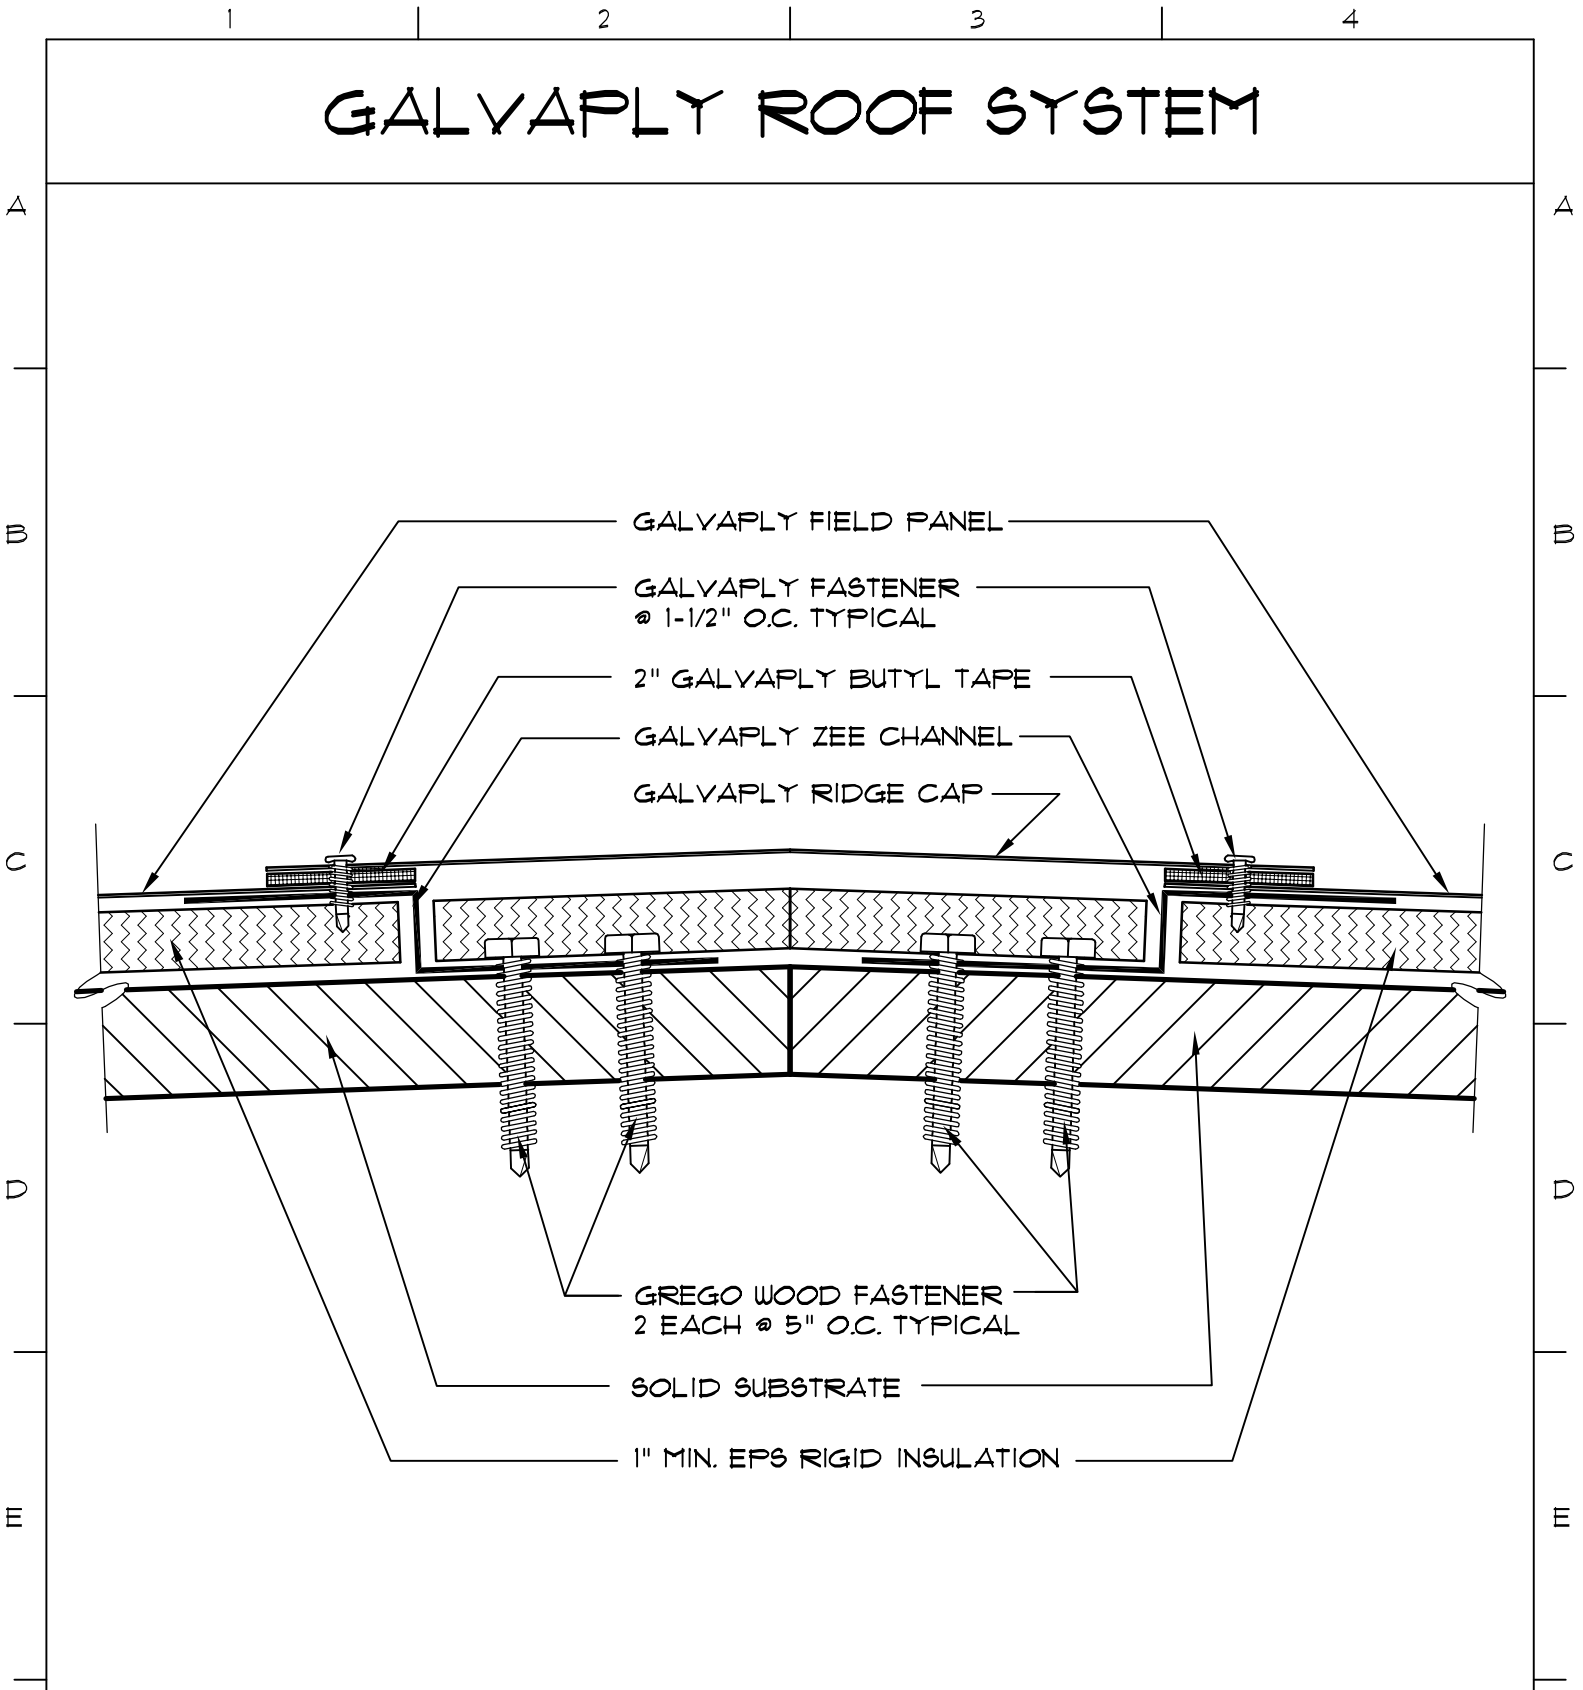 1 2 3 4
GALVAPLY ROOF SYSTEM
A A
GALVAPLY FIELD PANEL
B B
GALVAPLY FASTENER
@ 1-1/2" O.C. TYPICAL
2" GALVAPLY BUTYL TAPE
GALVAPLY ZEE CHANNEL
GALVAPLY RIDGE CAP
C C
D D
GREGO WOOD FASTENER
2 EACH @ 5" O.C. TYPICAL
SOLID SUBSTRATE
1" MIN. EPS RIGID INSULATION
E E